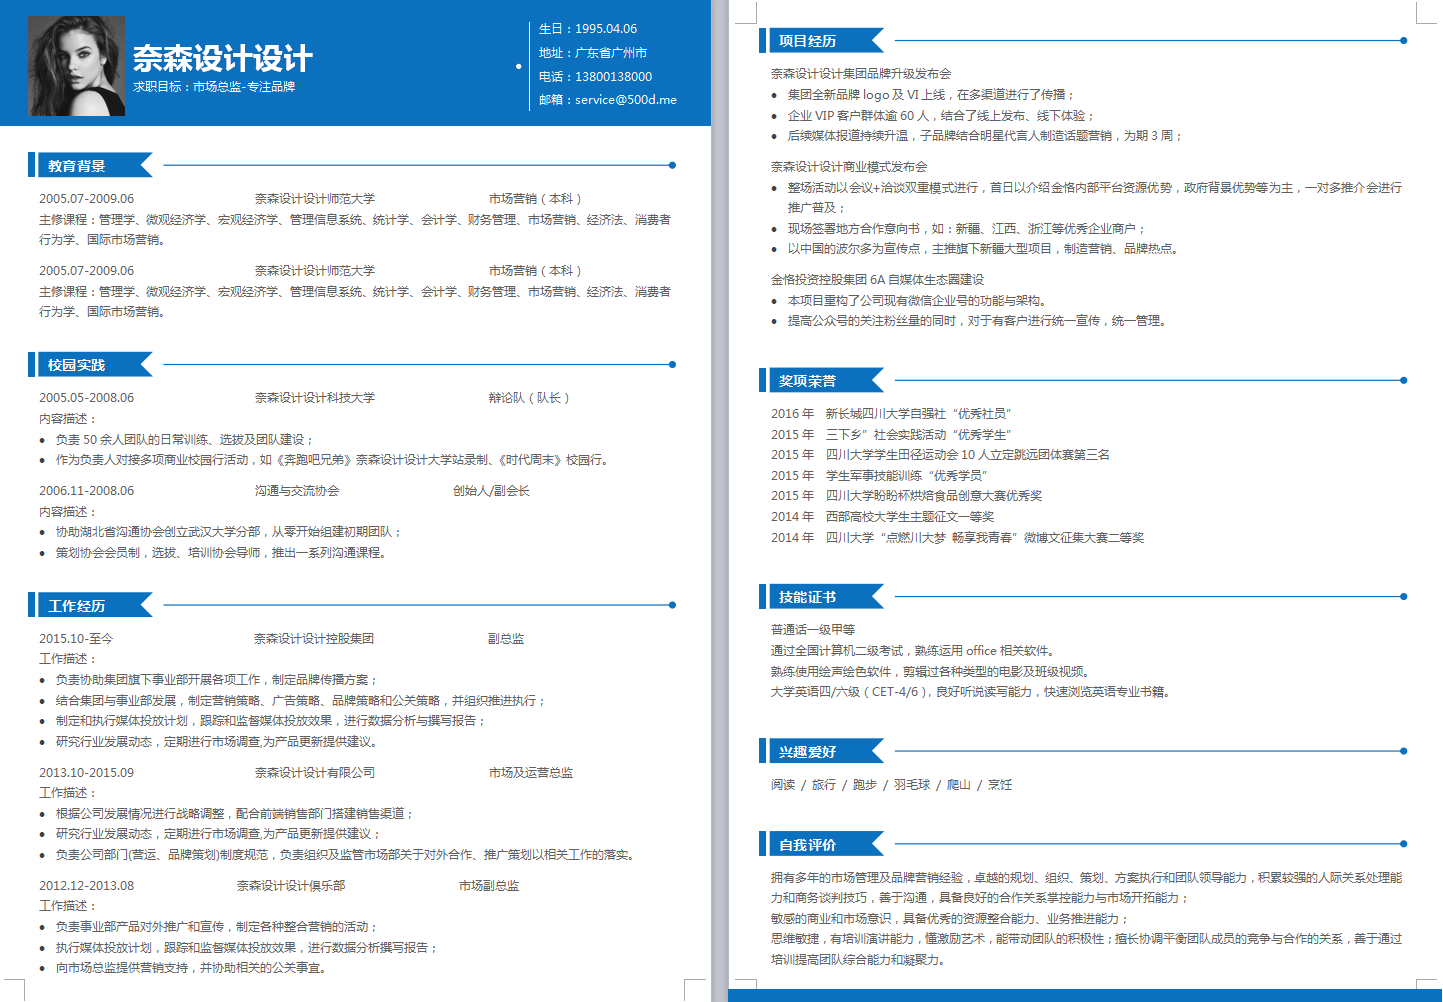 奈森设计设计
求职目标：市场总监-专注品牌
生日：1995.04.06
地址：广东省广州市
电话：13800138000
邮箱：service@500d.me
教育背景
2005.07-2009.06 奈森设计设计师范大学 市场营销（本科）
主修课程：管理学、微观经济学、宏观经济学、管理信息系统、统计学、会计学、财务管理、市场营销、经济法、消费者
行为学、国际市场营销。
2005.07-2009.06 奈森设计设计师范大学 市场营销（本科）
主修课程：管理学、微观经济学、宏观经济学、管理信息系统、统计学、会计学、财务管理、市场营销、经济法、消费者
行为学、国际市场营销。
校园实践
2005.05-2008.06 奈森设计设计科技大学 辩论队（队长）
内容描述：
● 负责 50 余人团队的日常训练、选拔及团队建设；
● 作为负责人对接多项商业校园行活动，如《奔跑吧兄弟》奈森设计设计大学站录制、《时代周末》校园行。
2006.11-2008.06 沟通与交流协会 创始人/副会长
内容描述：
● 协助湖北省沟通协会创立武汉大学分部，从零开始组建初期团队；
● 策划协会会员制，选拔、培训协会导师，推出一系列沟通课程。
工作经历
2015.10-至今 奈森设计设计控股集团 副总监
工作描述：
● 负责协助集团旗下事业部开展各项工作，制定品牌传播方案；
● 结合集团与事业部发展，制定营销策略、广告策略、品牌策略和公关策略，并组织推进执行；
● 制定和执行媒体投放计划，跟踪和监督媒体投放效果，进行数据分析与撰写报告；
● 研究行业发展动态，定期进行市场调查,为产品更新提供建议。
2013.10-2015.09 奈森设计设计有限公司 市场及运营总监
工作描述：
● 根据公司发展情况进行战略调整，配合前端销售部门搭建销售渠道；
● 研究行业发展动态，定期进行市场调查,为产品更新提供建议；
● 负责公司部门(营运、品牌策划)制度规范，负责组织及监管市场部关于对外合作、推广策划以相关工作的落实。
2012.12-2013.08 奈森设计设计俱乐部 市场副总监
工作描述：
● 负责事业部产品对外推广和宣传，制定各种整合营销的活动；
● 执行媒体投放计划，跟踪和监督媒体投放效果，进行数据分析撰写报告；
● 向市场总监提供营销支持，并协助相关的公关事宜。
项目经历
奈森设计设计集团品牌升级发布会
● 集团全新品牌 logo 及 VI 上线，在多渠道进行了传播；
● 企业 VIP 客户群体逾 60 人，结合了线上发布、线下体验；
● 后续媒体报道持续升温，子品牌结合明星代言人制造话题营销，为期 3 周；
奈森设计设计商业模式发布会
● 整场活动以会议+洽谈双重模式进行，首日以介绍金恪内部平台资源优势，政府背景优势等为主，一对多推介会进行
推广普及；
● 现场签署地方合作意向书，如：新疆、江西、浙江等优秀企业商户；
● 以中国的波尔多为宣传点，主推旗下新疆大型项目，制造营销、品牌热点。
金恪投资控股集团 6A 自媒体生态圈建设
● 本项目重构了公司现有微信企业号的功能与架构。
● 提高公众号的关注粉丝量的同时，对于有客户进行统一宣传，统一管理。
奖项荣誉
2016 年 新长城四川大学自强社“优秀社员”
2015 年 三下乡”社会实践活动“优秀学生”
2015 年 四川大学学生田径运动会 10 人立定跳远团体赛第三名
2015 年 学生军事技能训练“优秀学员”
2015 年 四川大学盼盼杯烘焙食品创意大赛优秀奖
2014 年 西部高校大学生主题征文一等奖
2014 年 四川大学“点燃川大梦 畅享我青春”微博文征集大赛二等奖
技能证书
普通话一级甲等
通过全国计算机二级考试，熟练运用 office 相关软件。
熟练使用绘声绘色软件，剪辑过各种类型的电影及班级视频。
大学英语四/六级（CET-4/6），良好听说读写能力，快速浏览英语专业书籍。
兴趣爱好
阅读 / 旅行 / 跑步 / 羽毛球 / 爬山 / 烹饪
自我评价
拥有多年的市场管理及品牌营销经验，卓越的规划、组织、策划、方案执行和团队领导能力，积累较强的人际关系处理能
力和商务谈判技巧，善于沟通，具备良好的合作关系掌控能力与市场开拓能力；
敏感的商业和市场意识，具备优秀的资源整合能力、业务推进能力；
思维敏捷，有培训演讲能力，懂激励艺术，能带动团队的积极性；擅长协调平衡团队成员的竞争与合作的关系，善于通过
培训提高团队综合能力和凝聚力。